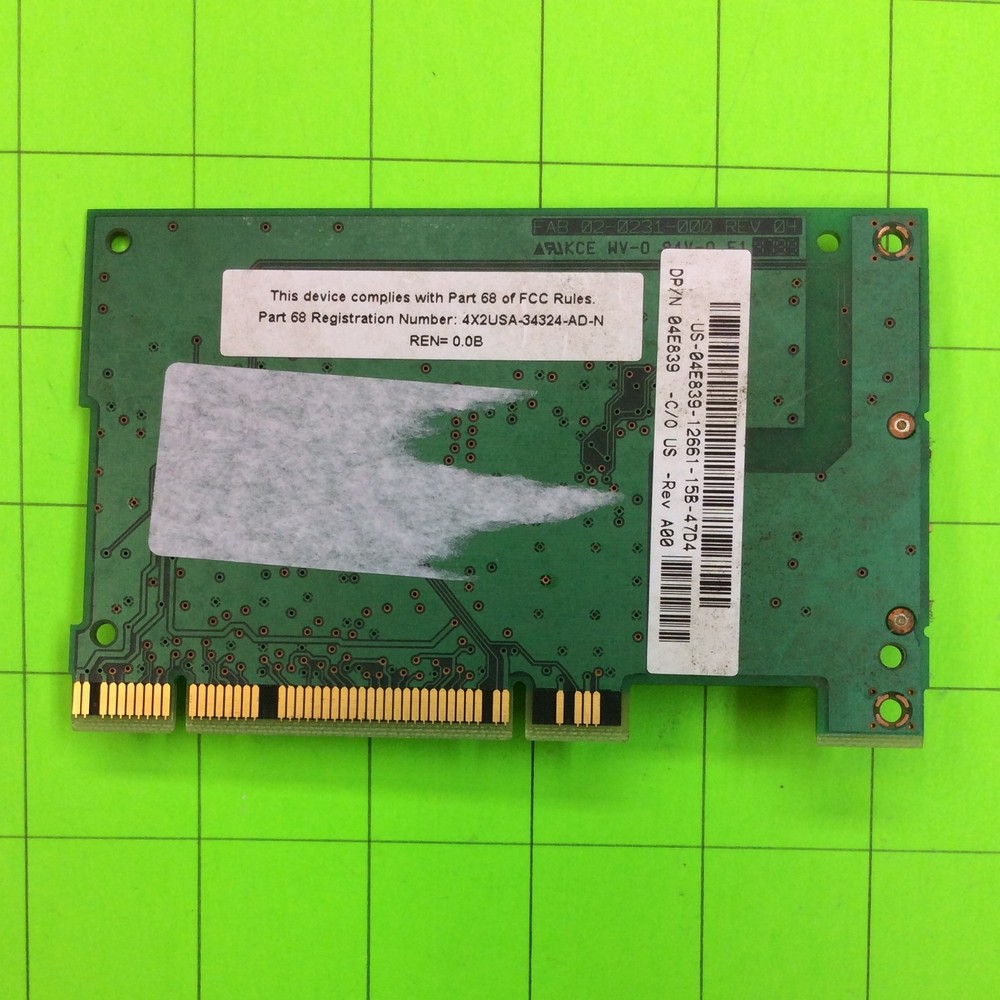 FAB 02-0231-000 REV 04
KCE WV-0 94V-0 E1
This device complies with Part 68 of FCC Rules.
Part 68 Registration Number: 4X2USA-34324-AD-N
REN= 0.0B
US-04E839-12661-15B-47D4
DP/N 04E839 -C/O US -Rev A00